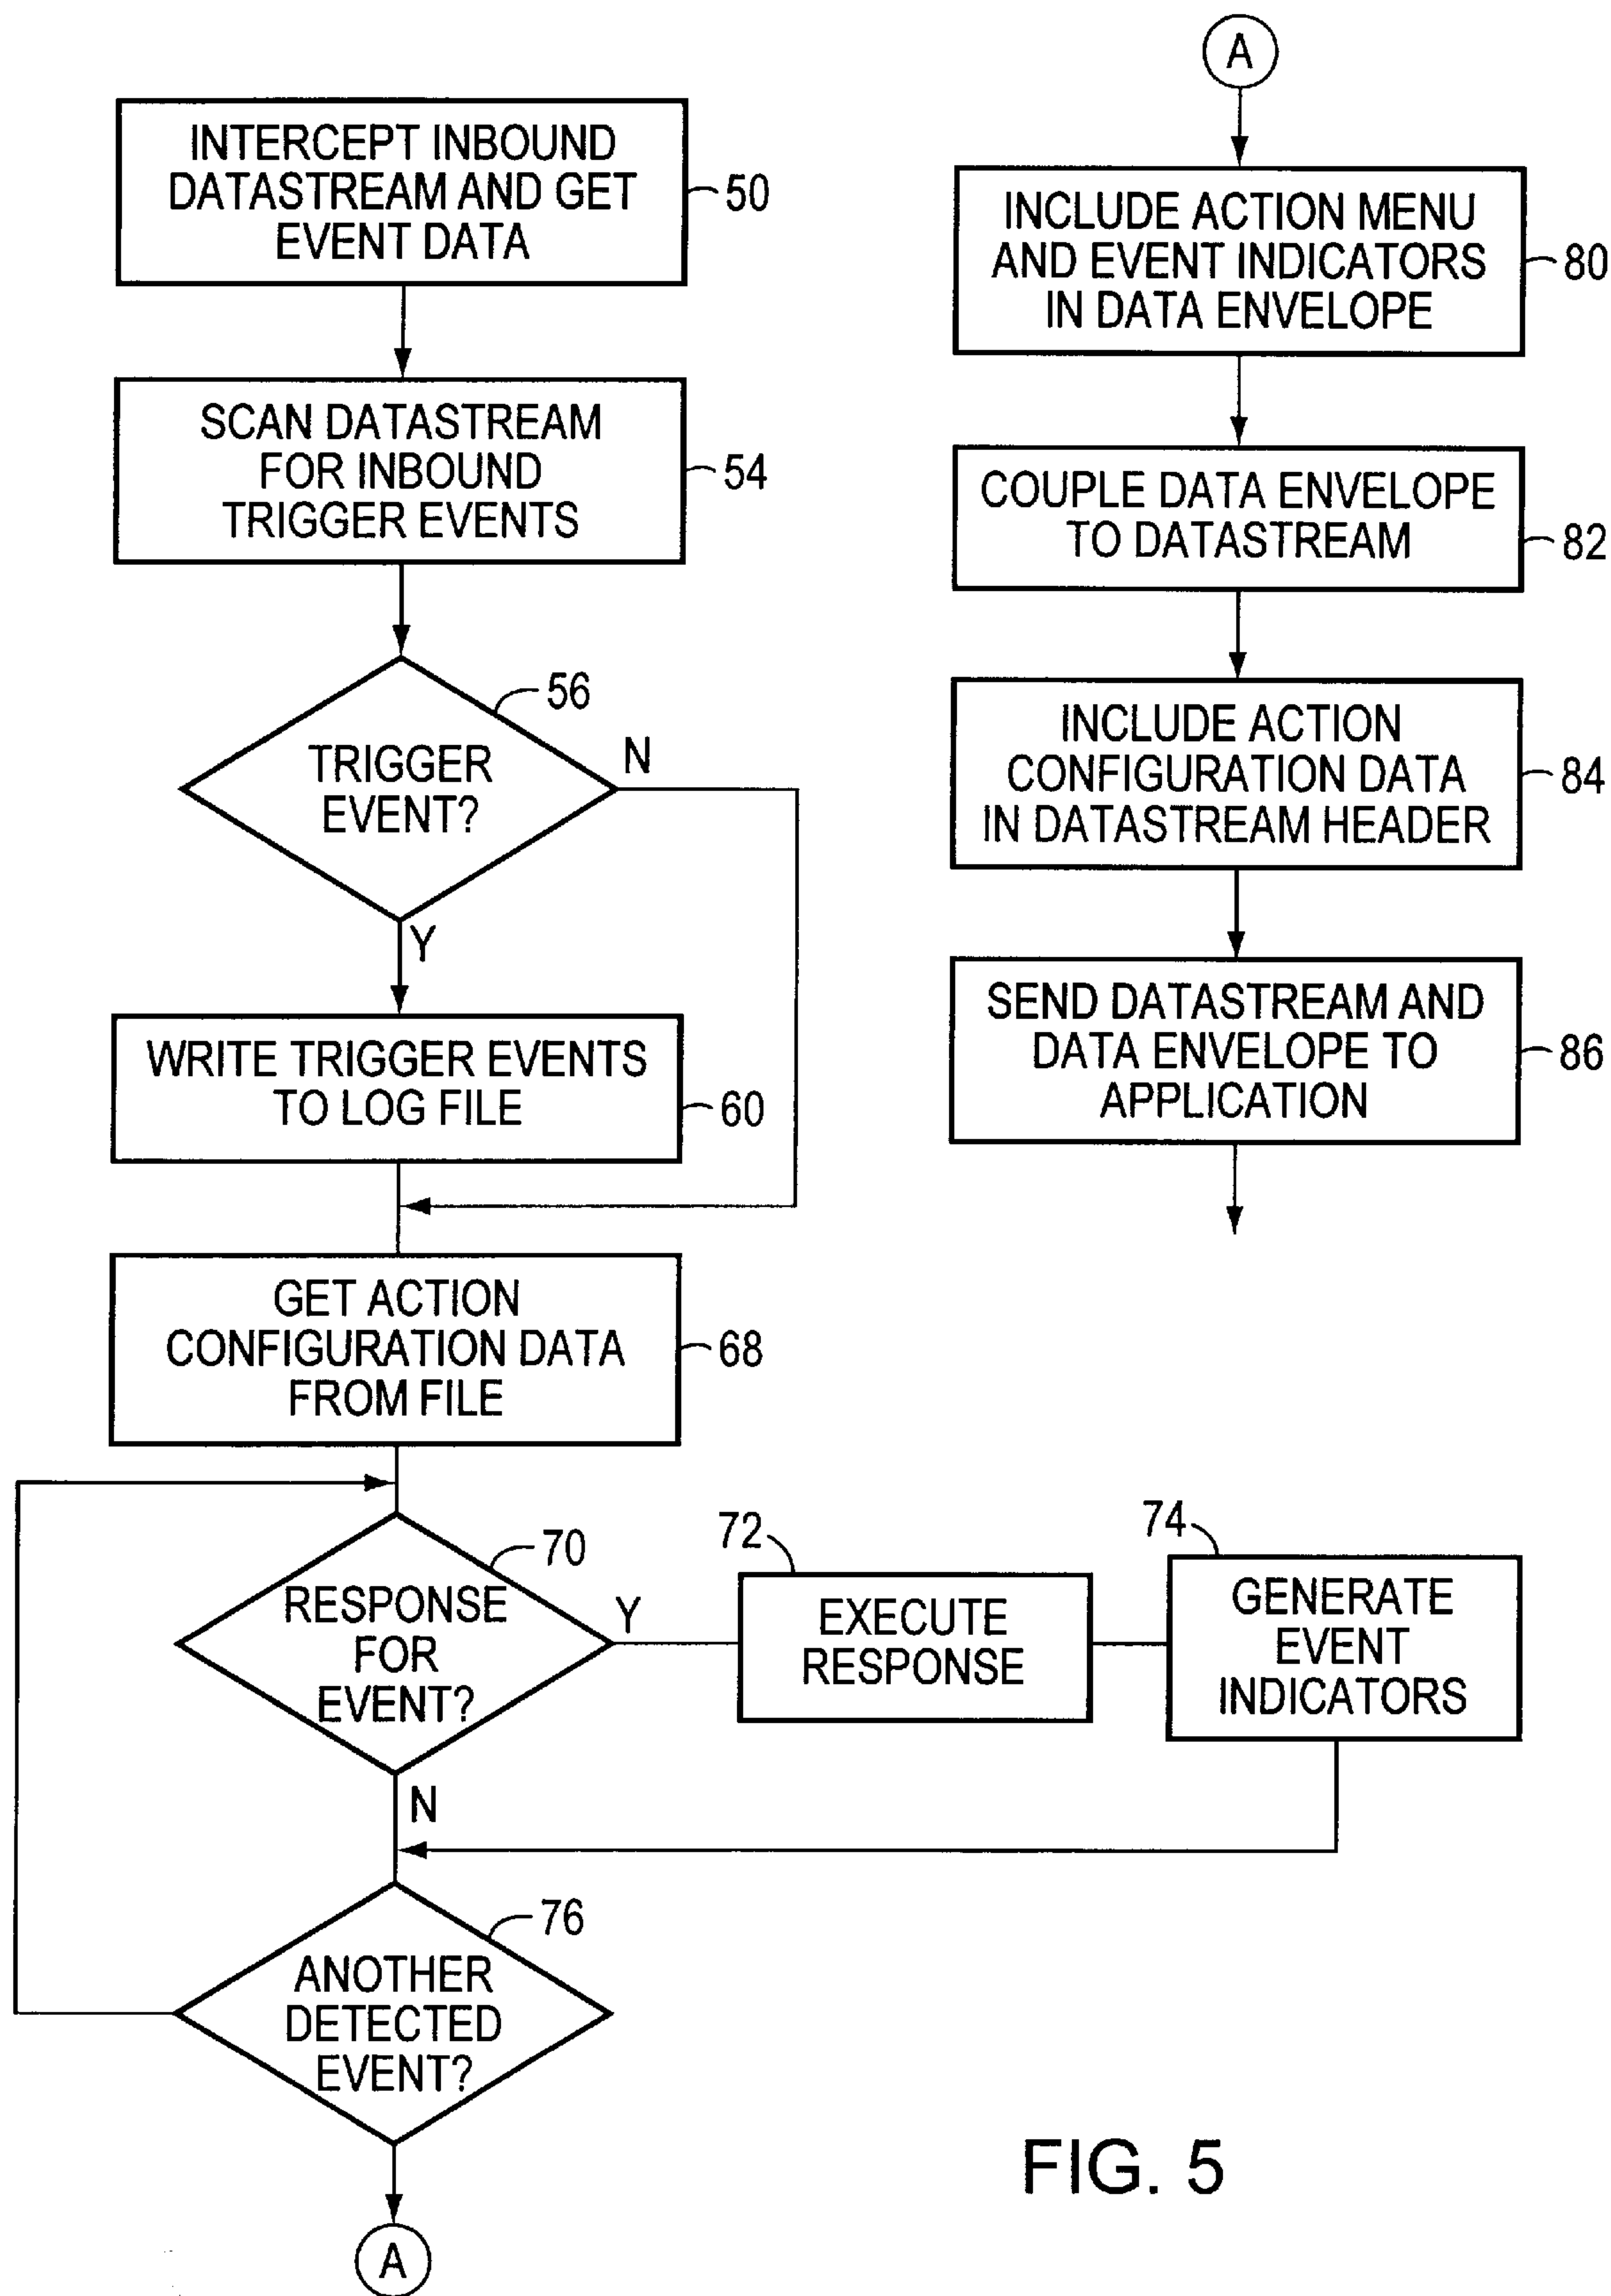 INTERCEPT INBOUND
DATASTREAM AND GET
EVENT DATA
50
SCAN DATASTREAM
FOR INBOUND
TRIGGER EVENTS
54
56
TRIGGER
EVENT?
N
Y
WRITE TRIGGER EVENTS
TO LOG FILE
60
GET ACTION
CONFIGURATION DATA
FROM FILE
68
70
RESPONSE
FOR
EVENT?
Y
N
72
EXECUTE
RESPONSE
74
GENERATE
EVENT
INDICATORS
76
ANOTHER
DETECTED
EVENT?
A
A
INCLUDE ACTION MENU
AND EVENT INDICATORS
IN DATA ENVELOPE
80
COUPLE DATA ENVELOPE
TO DATASTREAM
82
INCLUDE ACTION
CONFIGURATION DATA
IN DATASTREAM HEADER
84
SEND DATASTREAM AND
DATA ENVELOPE TO
APPLICATION
86
FIG. 5